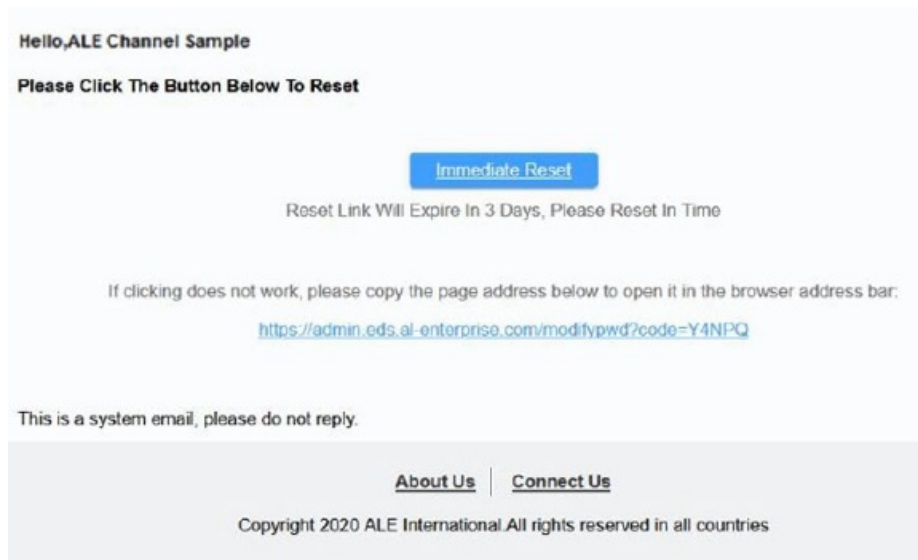 Hello,ALE Channel Sample
Please Click The Button Below To Reset
Immediate Reset
Reset Link Will Expire In 3 Days, Please Reset In Time
If clicking does not work, please copy the page address below to open it in the browser address bar:
https://admin.eds.al-enterprise.com/modifypwd?code=Y4NPQ
This is a system email, please do not reply.
About Us | Connect Us
Copyright 2020 ALE International.All rights reserved in all countries